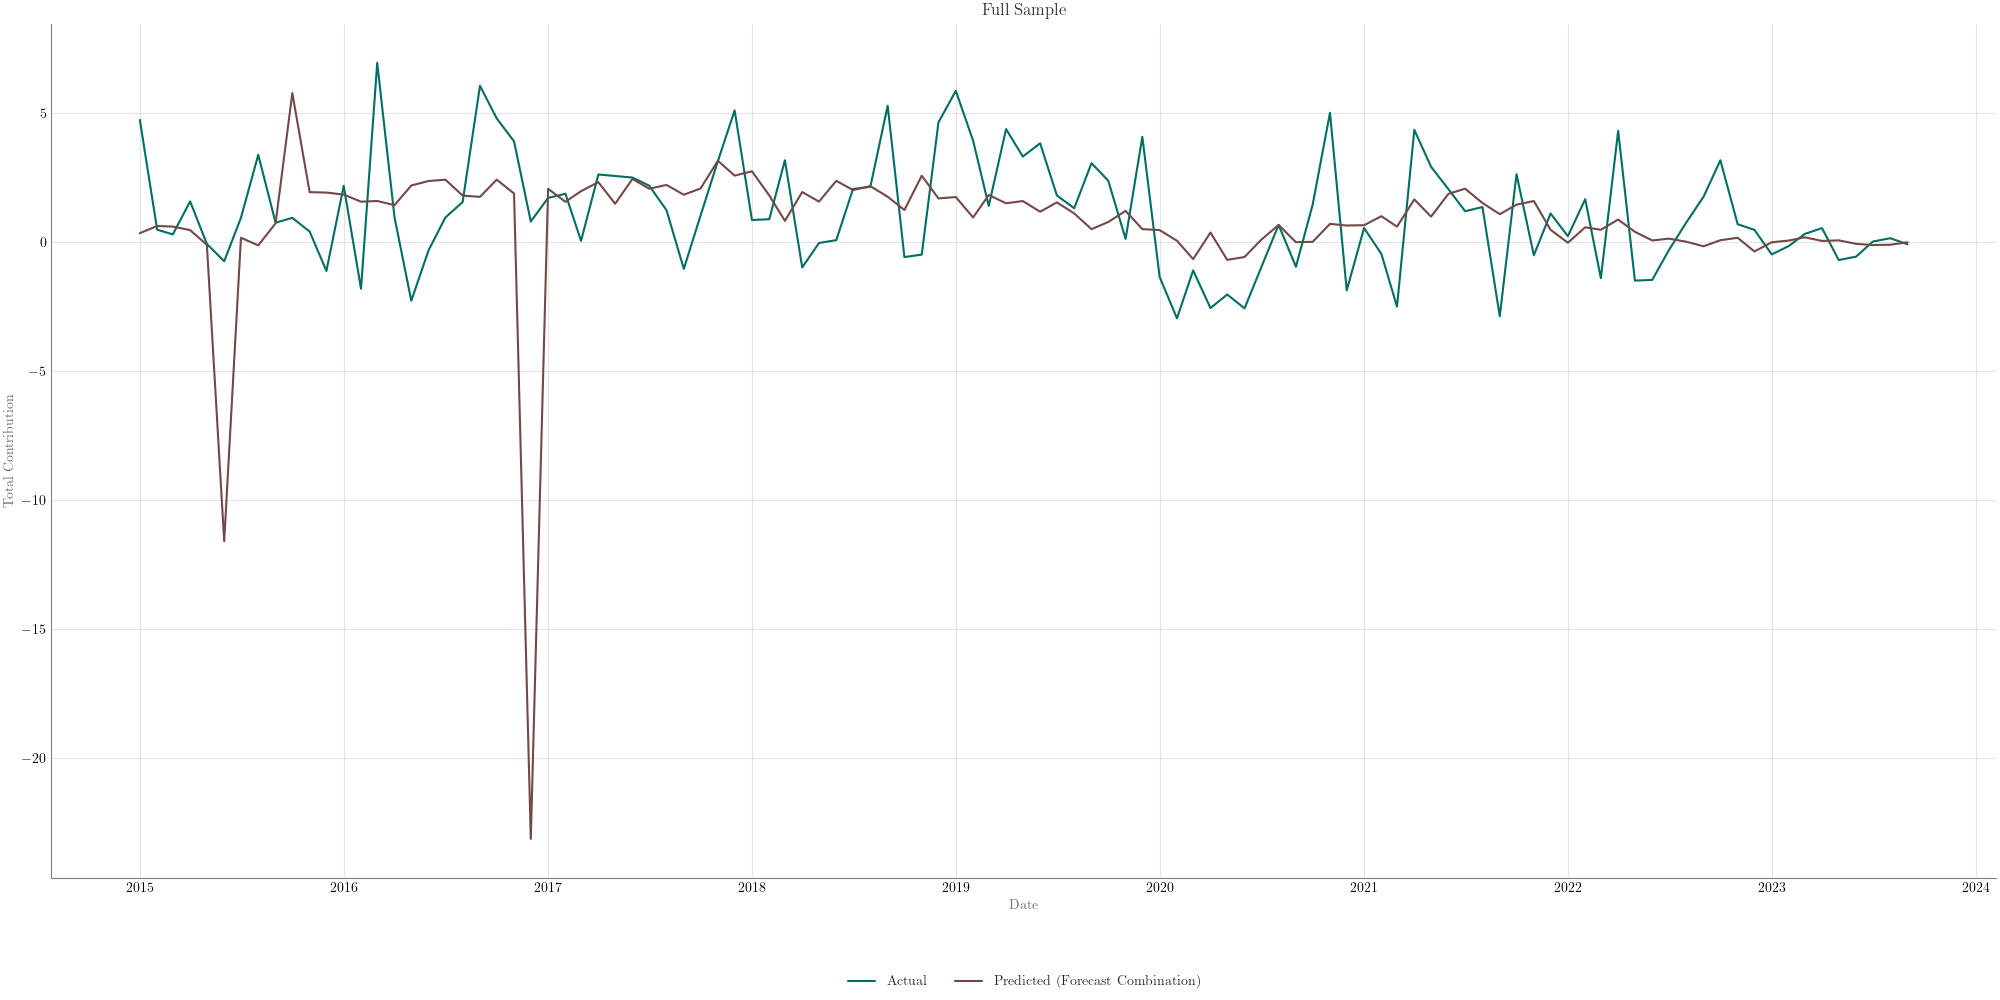 Full Sample
Total Contribution
5
0
−5
−10
−15
−20
2015 2016 2017 2018 2019 2020 2021 2022 2023 2024
Date
Actual Predicted (Forecast Combination)